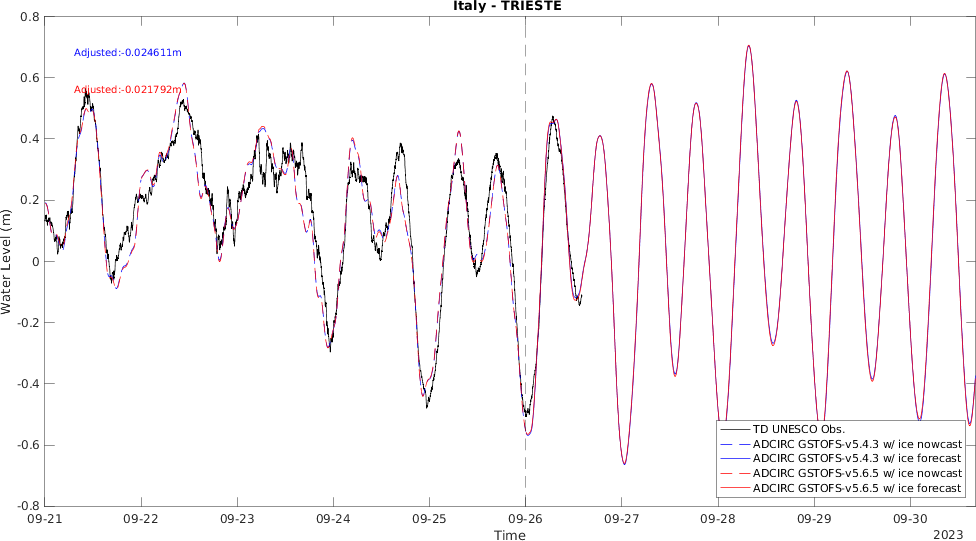 Italy - TRIESTE
0.8
0.6
0.4
0.2
0
-0.2
-0.4
-0.6
-0.8
Water Level (m)
Adjusted:-0.024611m
Adjusted:-0.021792m
TD UNESCO Obs.
ADCIRC GSTOFS-v5.4.3 w/ ice nowcast
ADCIRC GSTOFS-v5.4.3 w/ ice forecast
ADCIRC GSTOFS-v5.6.5 w/ ice nowcast
ADCIRC GSTOFS-v5.6.5 w/ ice forecast
09-21 09-22 09-23 09-24 09-25 09-26 09-27 09-28 09-29 09-30
Time
2023